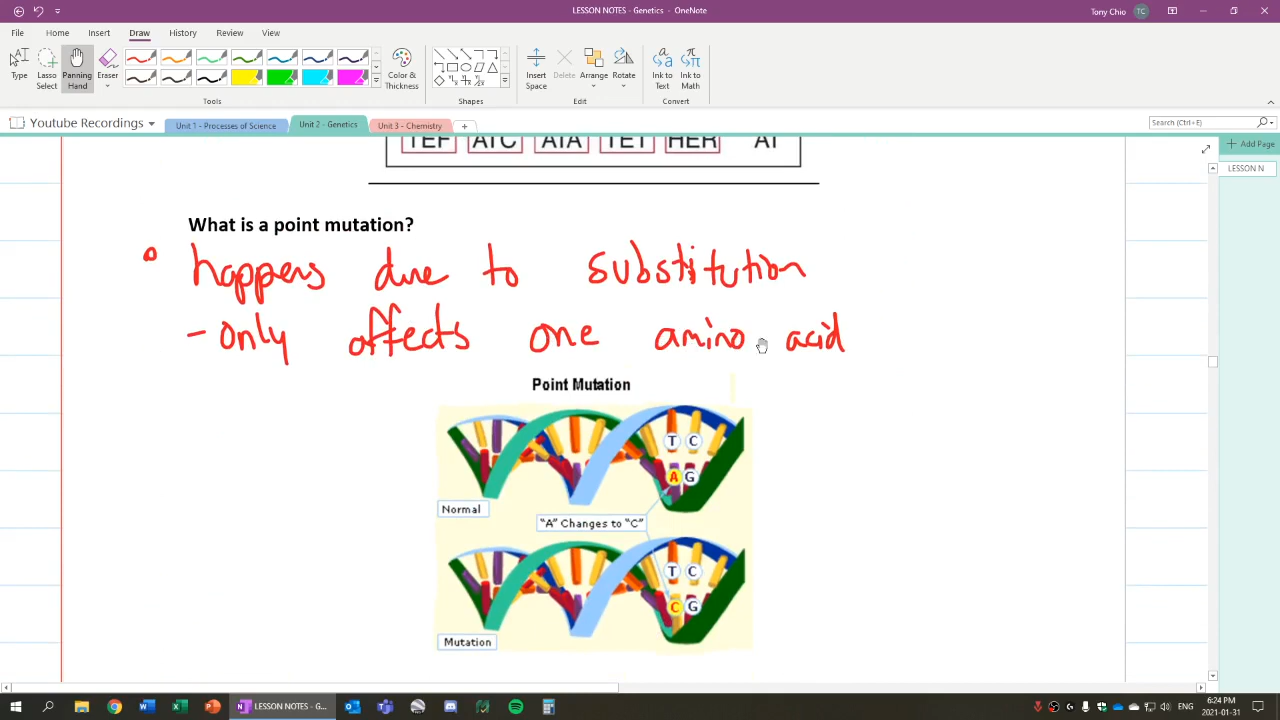 LESSON NOTES - Genetics - OneNote
Tony Chio TC
File Home Insert Draw History Review View
Type Lasso Select Panning Hand Eraser
Color & Thickness
Insert Space Delete Arrange Rotate
Ink to Text Ink to Math
Tools Shapes Edit Convert
Youtube Recordings Unit 1 - Processes of Science Unit 2 - Genetics Unit 3 - Chemistry
Search (Ctrl+E)
Add Page
LESSON N
TEF ATC ATA TET HER AT
What is a point mutation?
happens due to substitution
- only affects one amino acid
Point Mutation
T C
A G
Normal
"A" Changes to "C"
T C
C G
Mutation
LESSON NOTES - G...
6:24 PM
2021-01-31